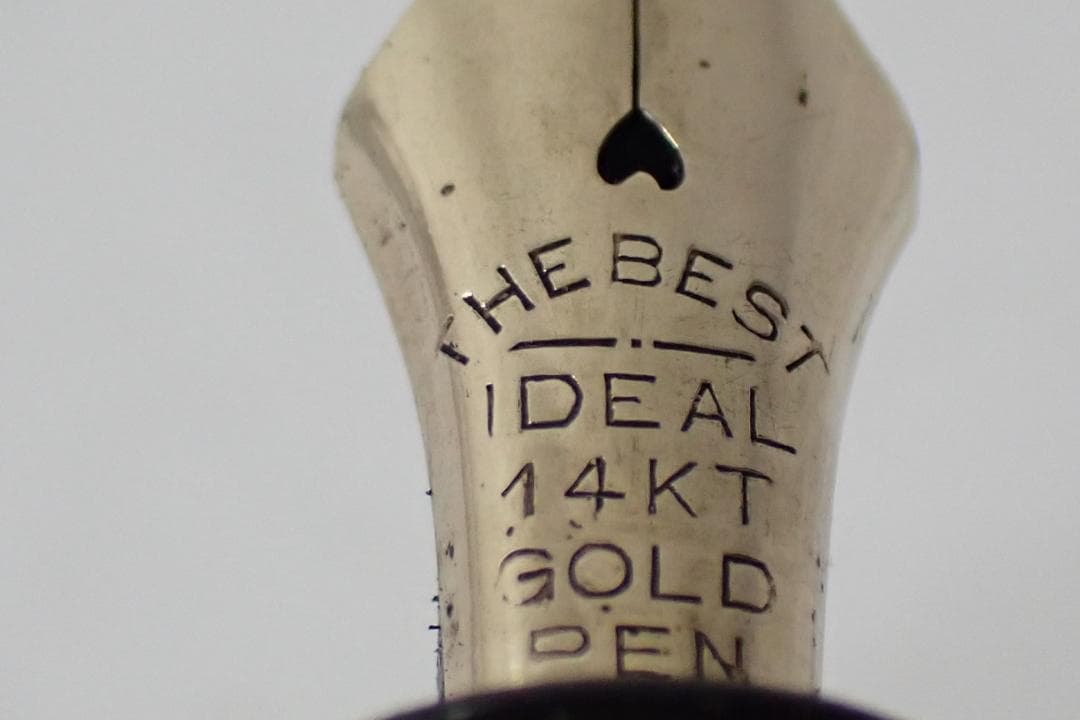 THE BEST
IDEAL
14KT
GOLD
PEN